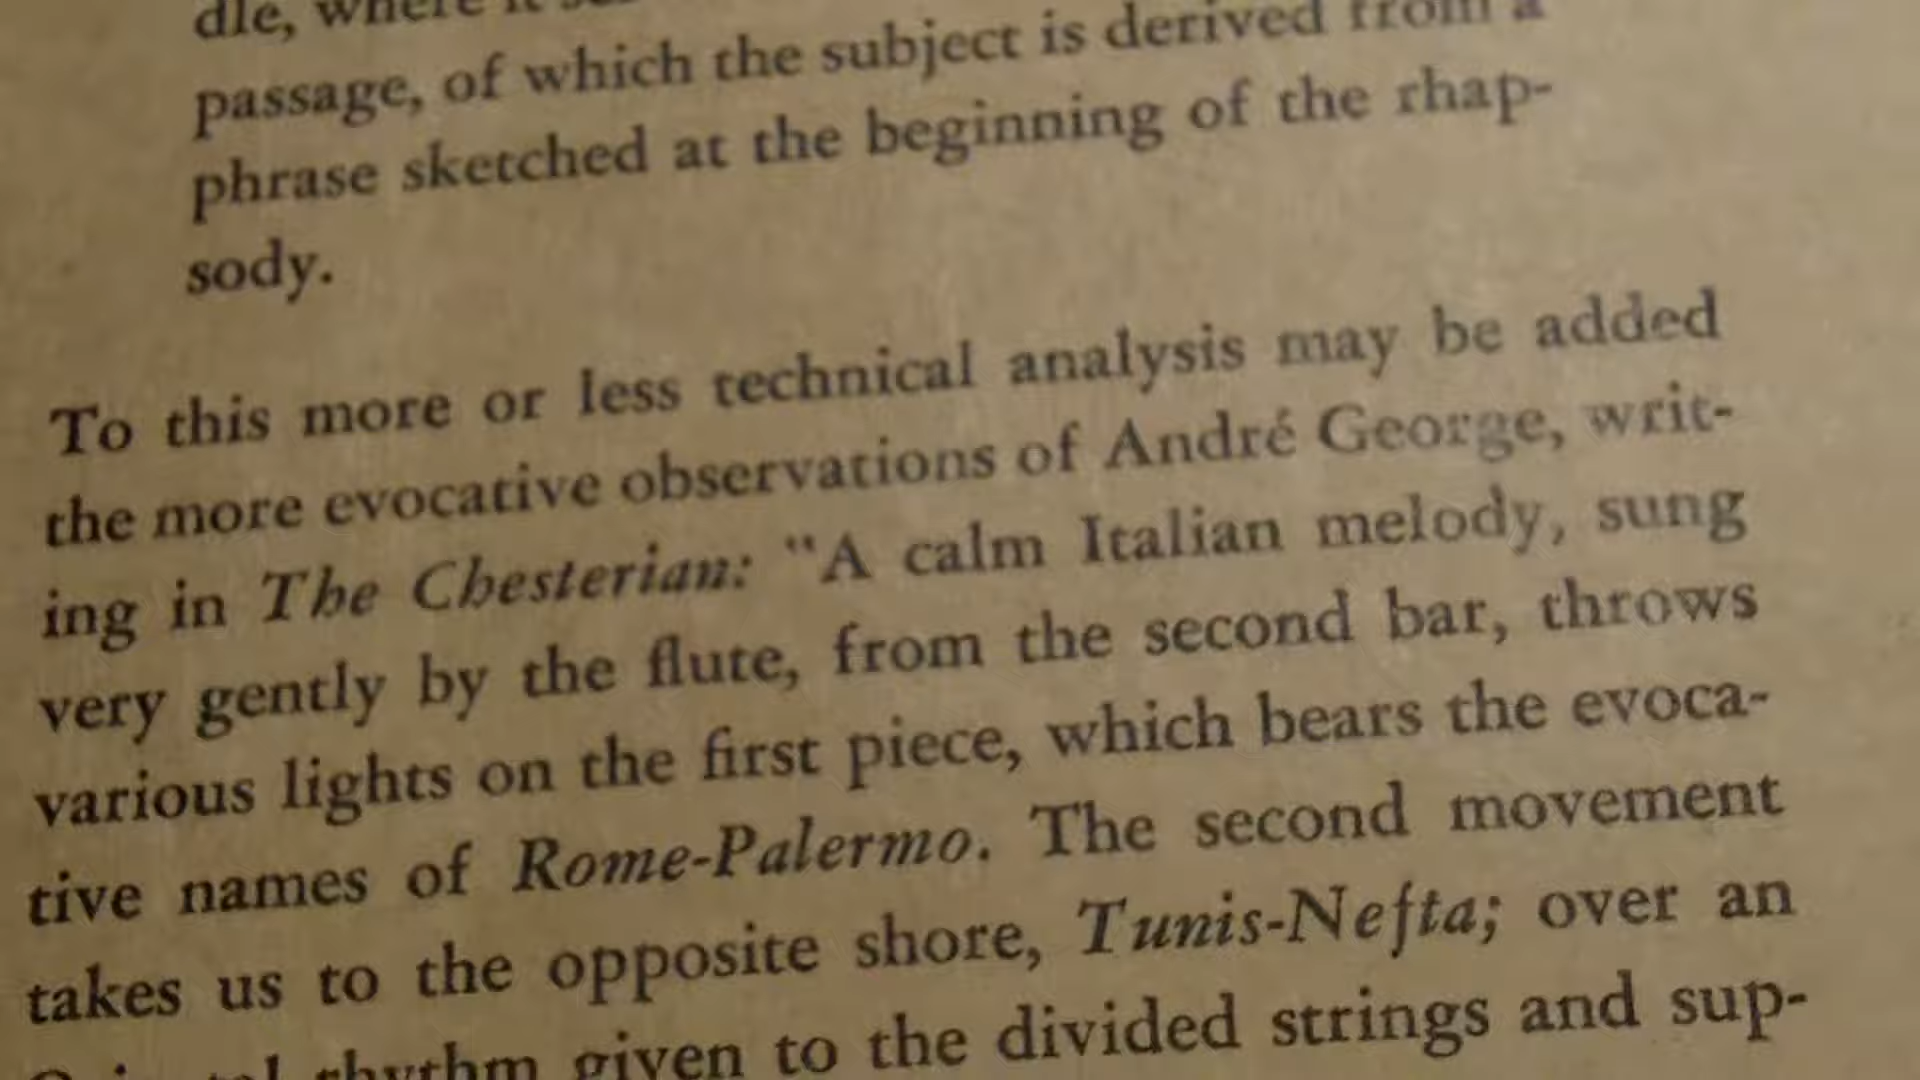 dle, where it
passage, of which the subject is derived from a
phrase sketched at the beginning of the rhap-
sody.
To this more or less technical analysis may be added
the more evocative observations of André George, writ-
ing in The Chesterian: "A calm Italian melody, sung
very gently by the flute, from the second bar, throws
various lights on the first piece, which bears the evoca-
tive names of Rome-Palermo. The second movement
takes us to the opposite shore, Tunis-Nefta; over an
rhythm given to the divided strings and sup-